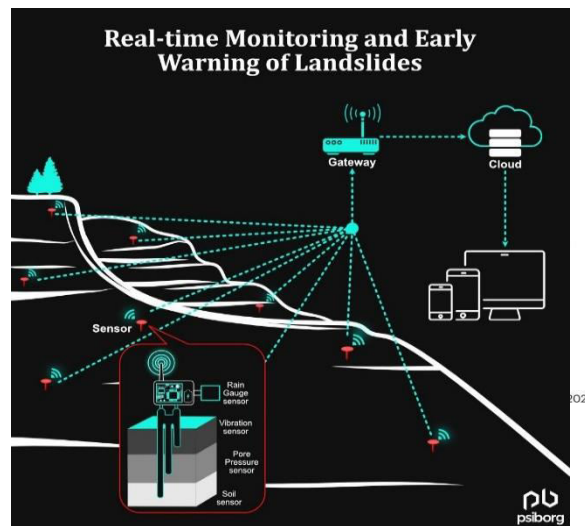 Real-time Monitoring and Early
Warning of Landslides
Gateway
Cloud
Sensor
Rain
Gauge
sensor
Vibration
sensor
Pore
Pressure
sensor
Soil
sensor
202
psiborg